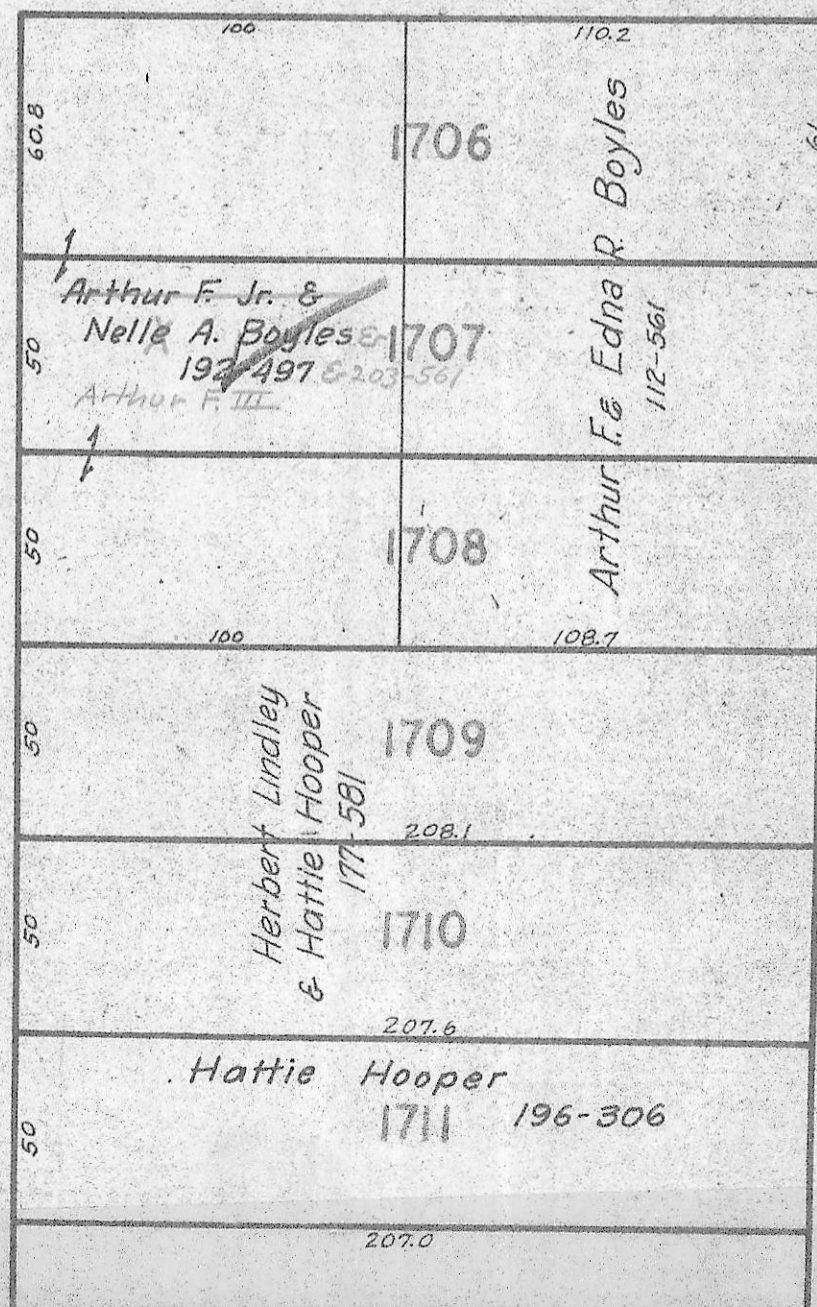 100
110.2
60.8
61
1706
Arthur F. & Edna R. Boyles
112-561
Arthur F. Jr. &
Nelle A. Boyles &
192-497 & 203-561
Arthur F. III
50
1707
50
1708
100
108.7
50
1709
Herbert Lindley
& Hattie Hooper
177-581
208.1
50
1710
207.6
Hattie Hooper
50
1711
196-306
207.0